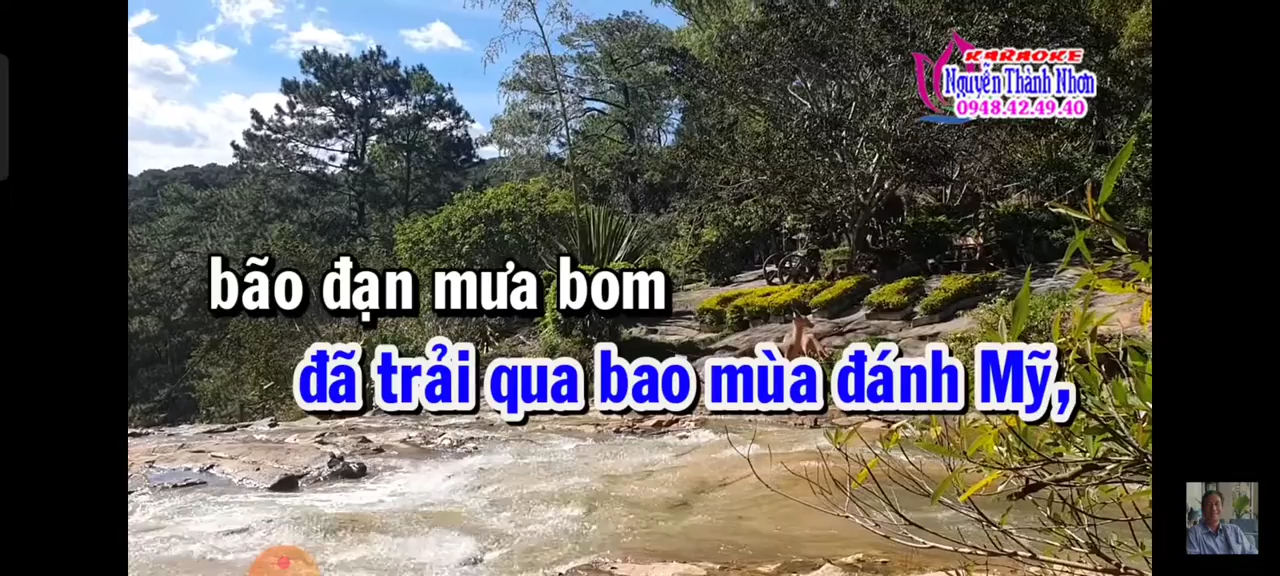 KARAOKE
Nguyễn Thành Nhơn
0948.42.49.40
bão đạn mưa bom
đã trải qua bao mùa đánh Mỹ,